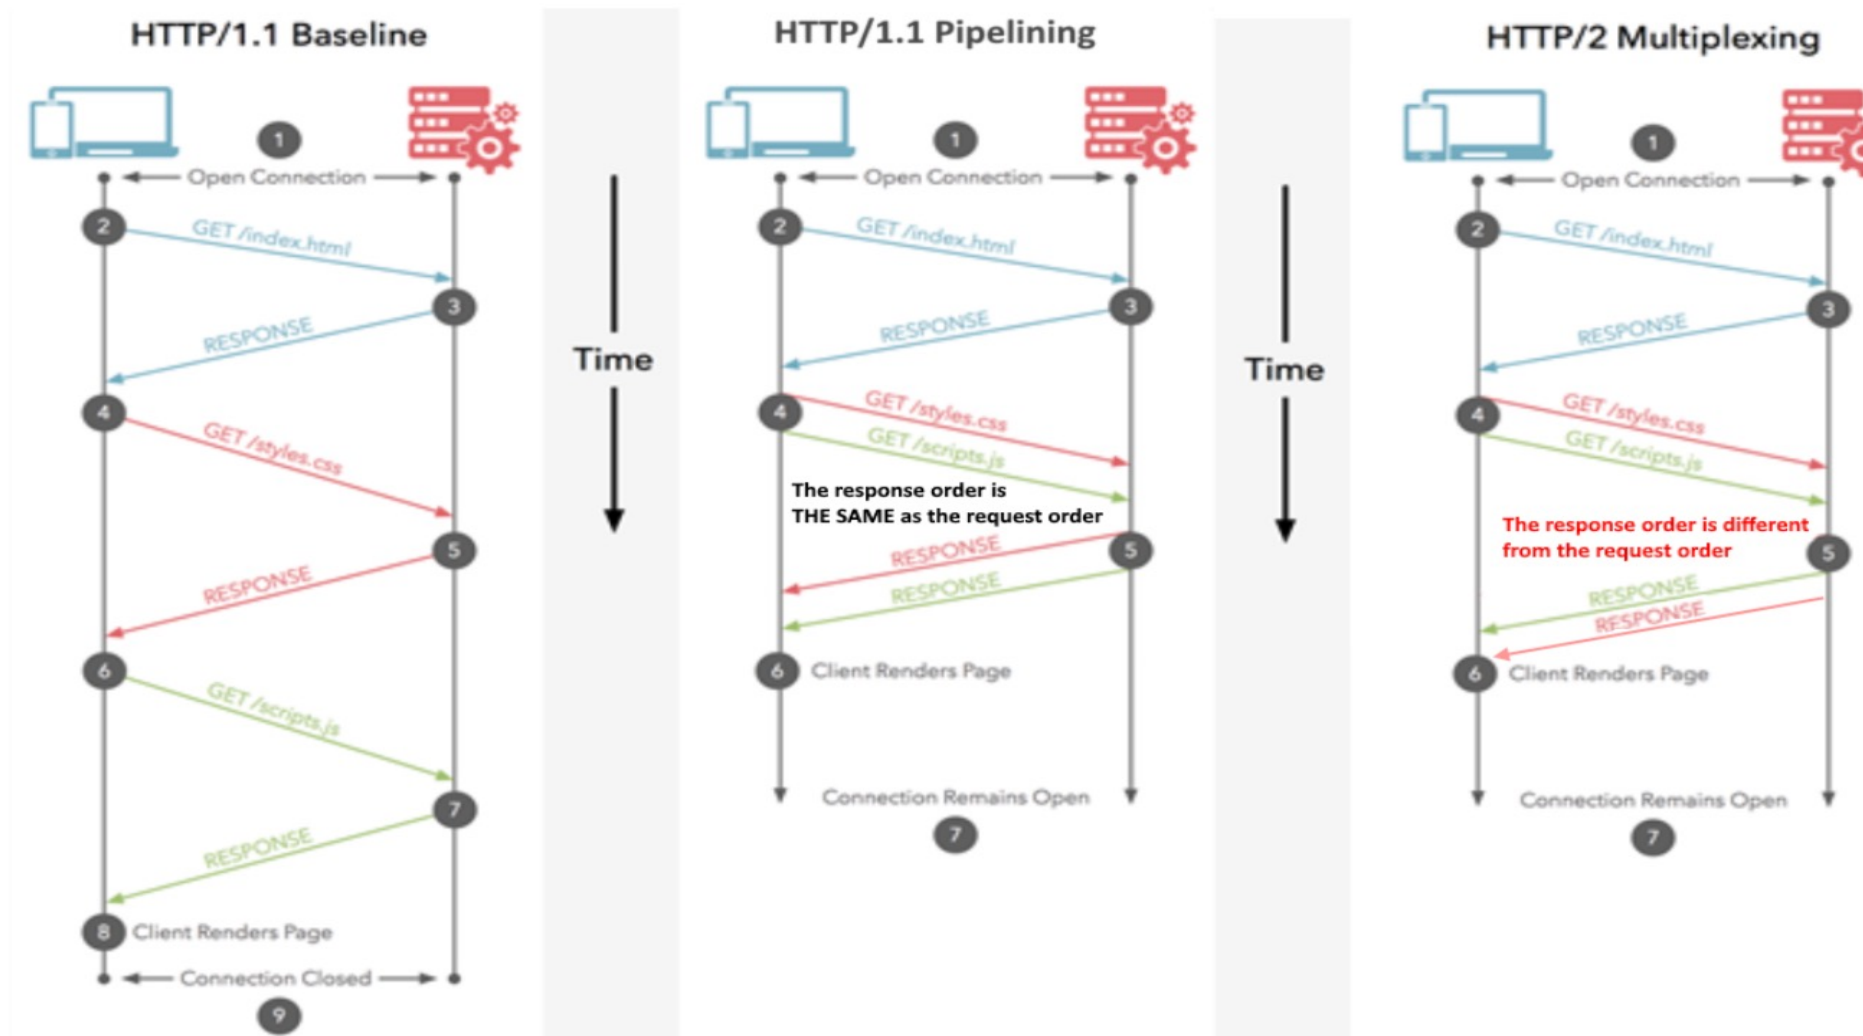 HTTP/1.1 Baseline
1
Open Connection
2
GET /index.html
3
RESPONSE
4
GET /styles.css
5
RESPONSE
6
GET /scripts.js
7
RESPONSE
8
Client Renders Page
Connection Closed
9
Time
HTTP/1.1 Pipelining
1
Open Connection
2
GET /index.html
3
RESPONSE
4
GET /styles.css
GET /scripts.js
The response order is
THE SAME as the request order
5
RESPONSE
RESPONSE
6
Client Renders Page
Connection Remains Open
7
Time
HTTP/2 Multiplexing
1
Open Connection
2
GET /index.html
3
RESPONSE
4
GET /styles.css
GET /scripts.js
The response order is different
from the request order
5
RESPONSE
RESPONSE
6
Client Renders Page
Connection Remains Open
7